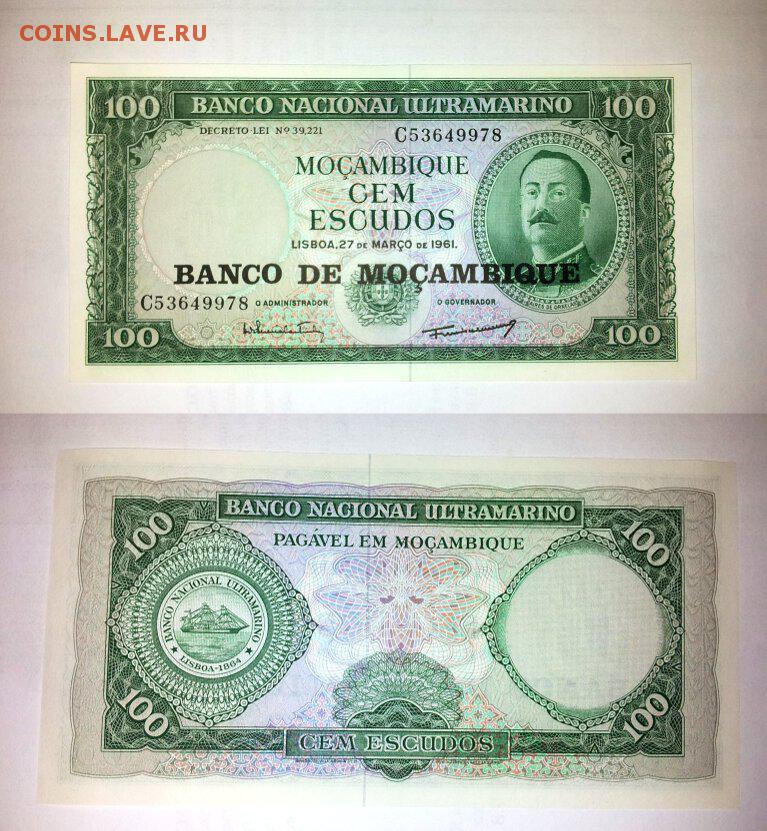 COINS.LAVE.RU
100 BANCO NACIONAL ULTRAMARINO 100
DECRETO-LEI Nº 39,221 C53649978
MOÇAMBIQUE
CEM
ESCUDOS
LISBOA, 27 DE MARÇO DE 1961.
BANCO DE MOÇAMBIQUE
C53649978 O ADMINISTRADOR O GOVERNADOR
100 100
BANCO NACIONAL ULTRAMARINO
100 100
PAGÁVEL EM MOÇAMBIQUE
BANCO NACIONAL ULTRAMARINO
LISBOA-1864
100 100
CEM ESCUDOS